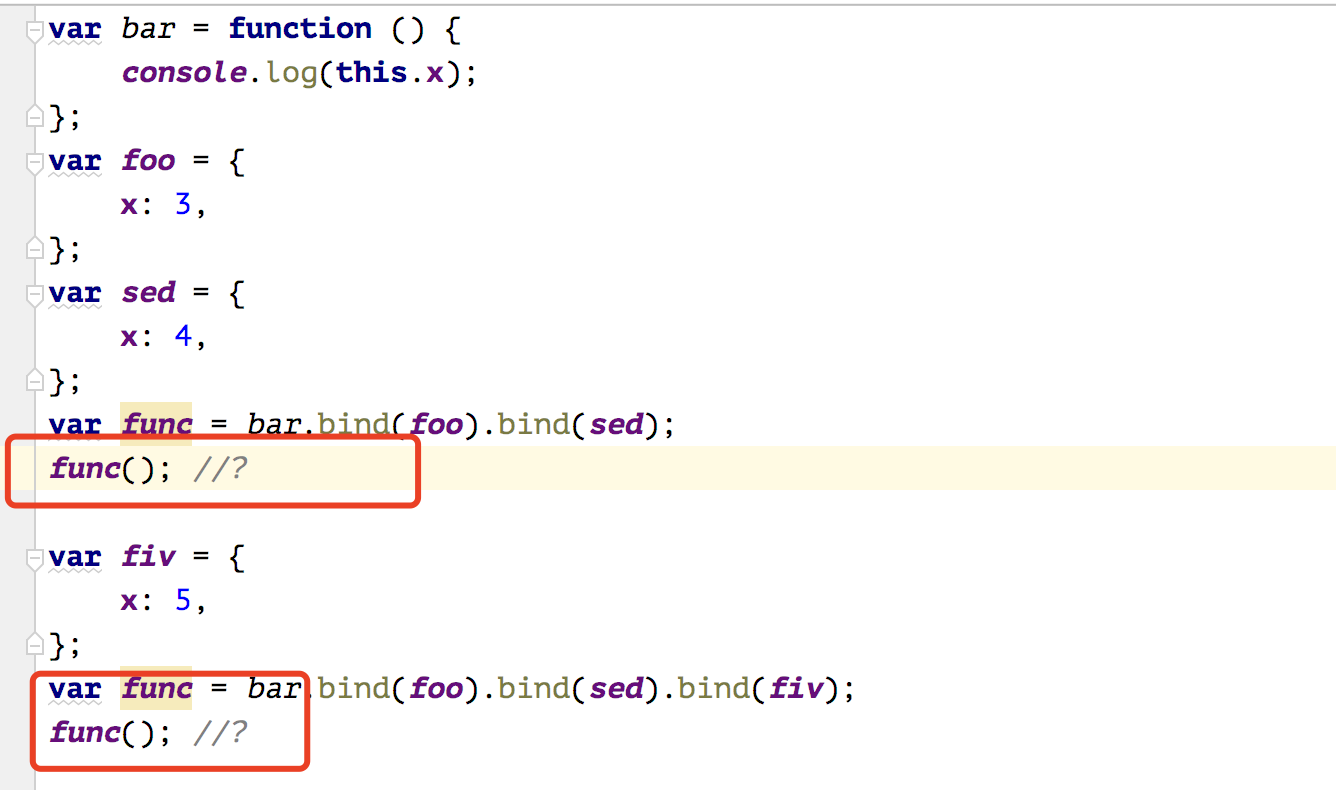 var bar = function () {
console.log(this.x);
};
var foo = {
x: 3,
};
var sed = {
x: 4,
};
var func = bar.bind(foo).bind(sed);
func(); //?
var fiv = {
x: 5,
};
var func = bar.bind(foo).bind(sed).bind(fiv);
func(); //?